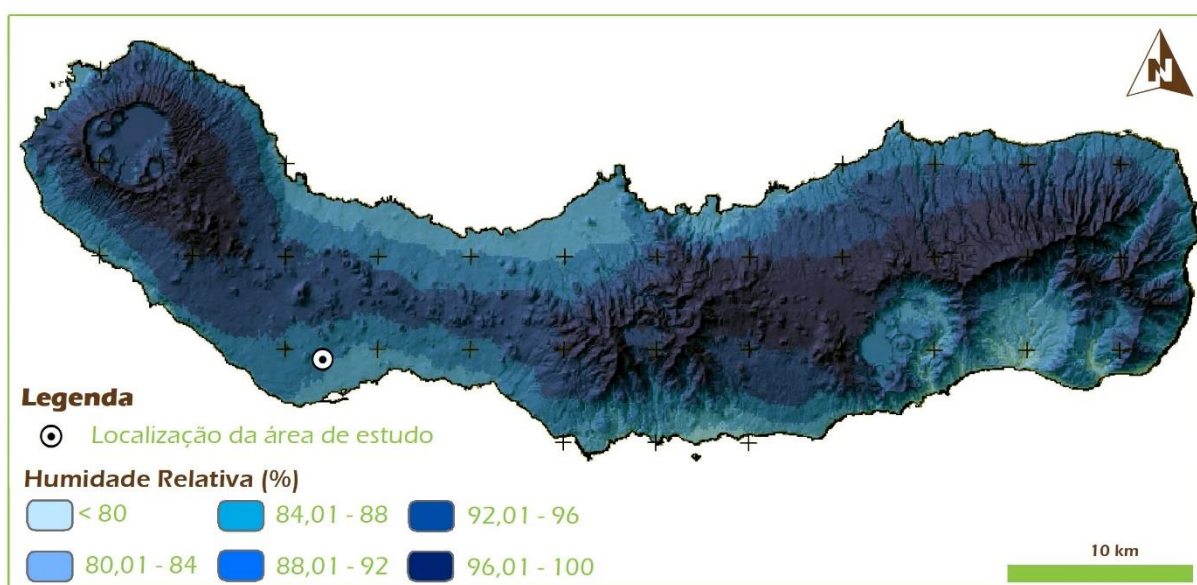 N
Legenda
Localização da área de estudo
Humidade Relativa (%)
< 80 84,01 - 88 92,01 - 96
80,01 - 84 88,01 - 92 96,01 - 100
10 km